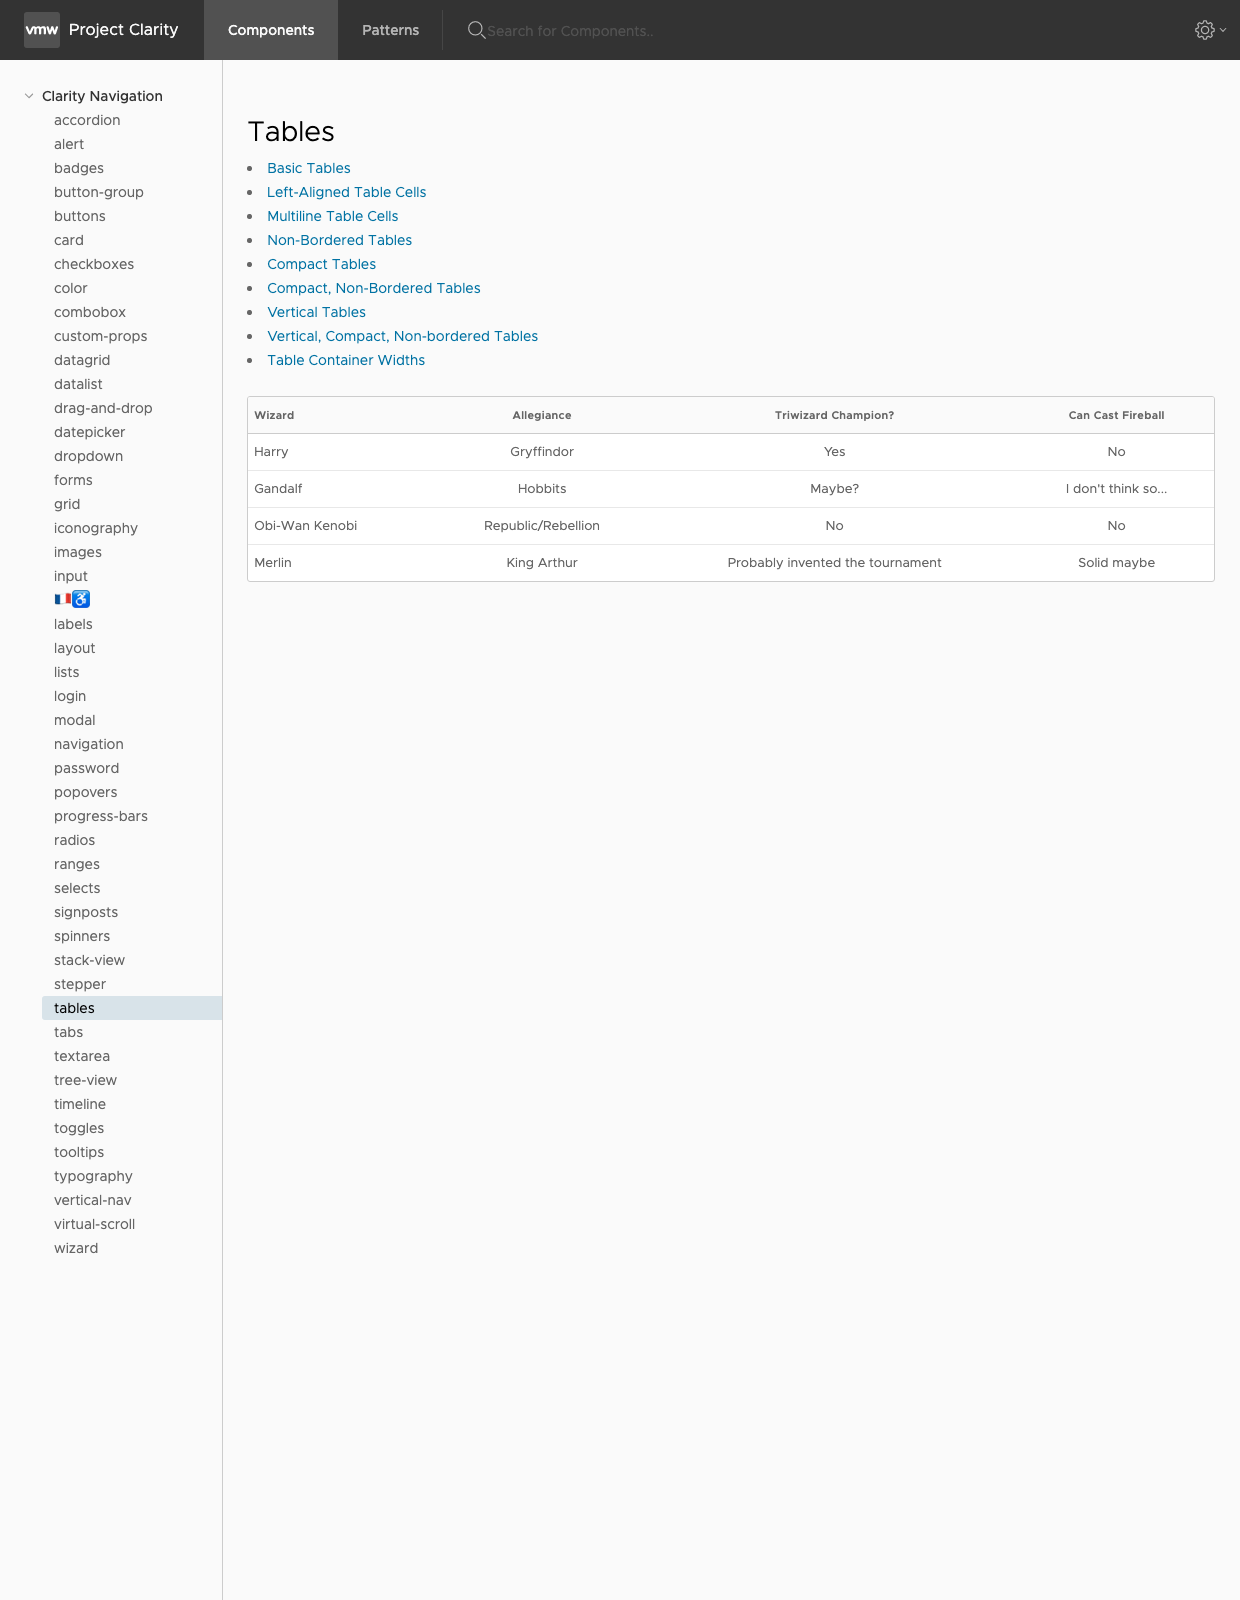 vmw Project Clarity Components Patterns Search for Components..
Clarity Navigation
accordion
alert
badges
button-group
buttons
card
checkboxes
color
combobox
custom-props
datagrid
datalist
drag-and-drop
datepicker
dropdown
forms
grid
iconography
images
input
🇫🇷♿
labels
layout
lists
login
modal
navigation
password
popovers
progress-bars
radios
ranges
selects
signposts
spinners
stack-view
stepper
tables
tabs
textarea
tree-view
timeline
toggles
tooltips
typography
vertical-nav
virtual-scroll
wizard
Tables
• Basic Tables
• Left-Aligned Table Cells
• Multiline Table Cells
• Non-Bordered Tables
• Compact Tables
• Compact, Non-Bordered Tables
• Vertical Tables
• Vertical, Compact, Non-bordered Tables
• Table Container Widths
Wizard Allegiance Triwizard Champion? Can Cast Fireball
Harry Gryffindor Yes No
Gandalf Hobbits Maybe? I don't think so...
Obi-Wan Kenobi Republic/Rebellion No No
Merlin King Arthur Probably invented the tournament Solid maybe